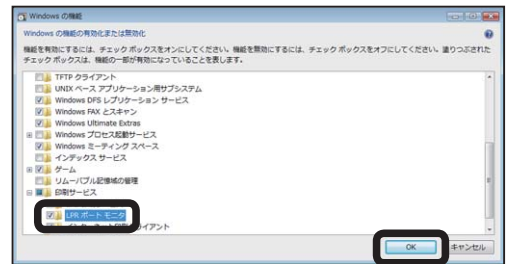 Windows の機能
Windows の機能の有効化または無効化
機能を有効にするには、チェック ボックスをオンにしてください。機能を無効にするには、チェック ボックスをオフにしてください。塗りつぶされた
チェック ボックスは、機能の一部が有効になっていることを表します。
TFTP クライアント
UNIX ベース アプリケーション用サブシステム
Windows DFS レプリケーション サービス
Windows FAX とスキャン
Windows Ultimate Extras
Windows プロセス起動サービス
Windows ミーティング スペース
インデックス サービス
ゲーム
リムーバブル記憶域の管理
印刷サービス
LPR ポート モニタ
OK
キャンセル